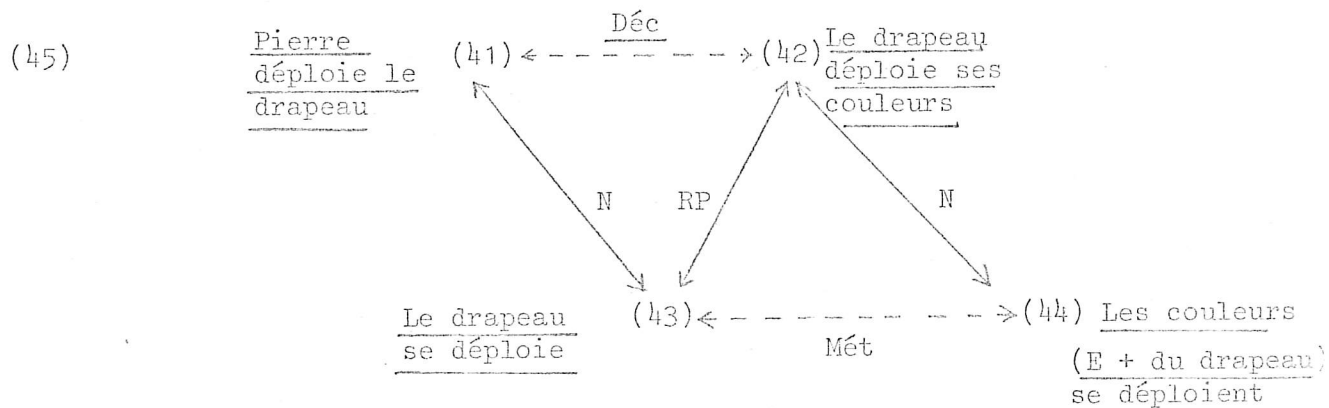 Déc
(45) Pierre (41) (42) Le drapeau
déploie le déploie ses
drapeau couleurs
N RP N
Le drapeau (43) (44) Les couleurs
se déploie Mét (E + du drapeau)
se déploient